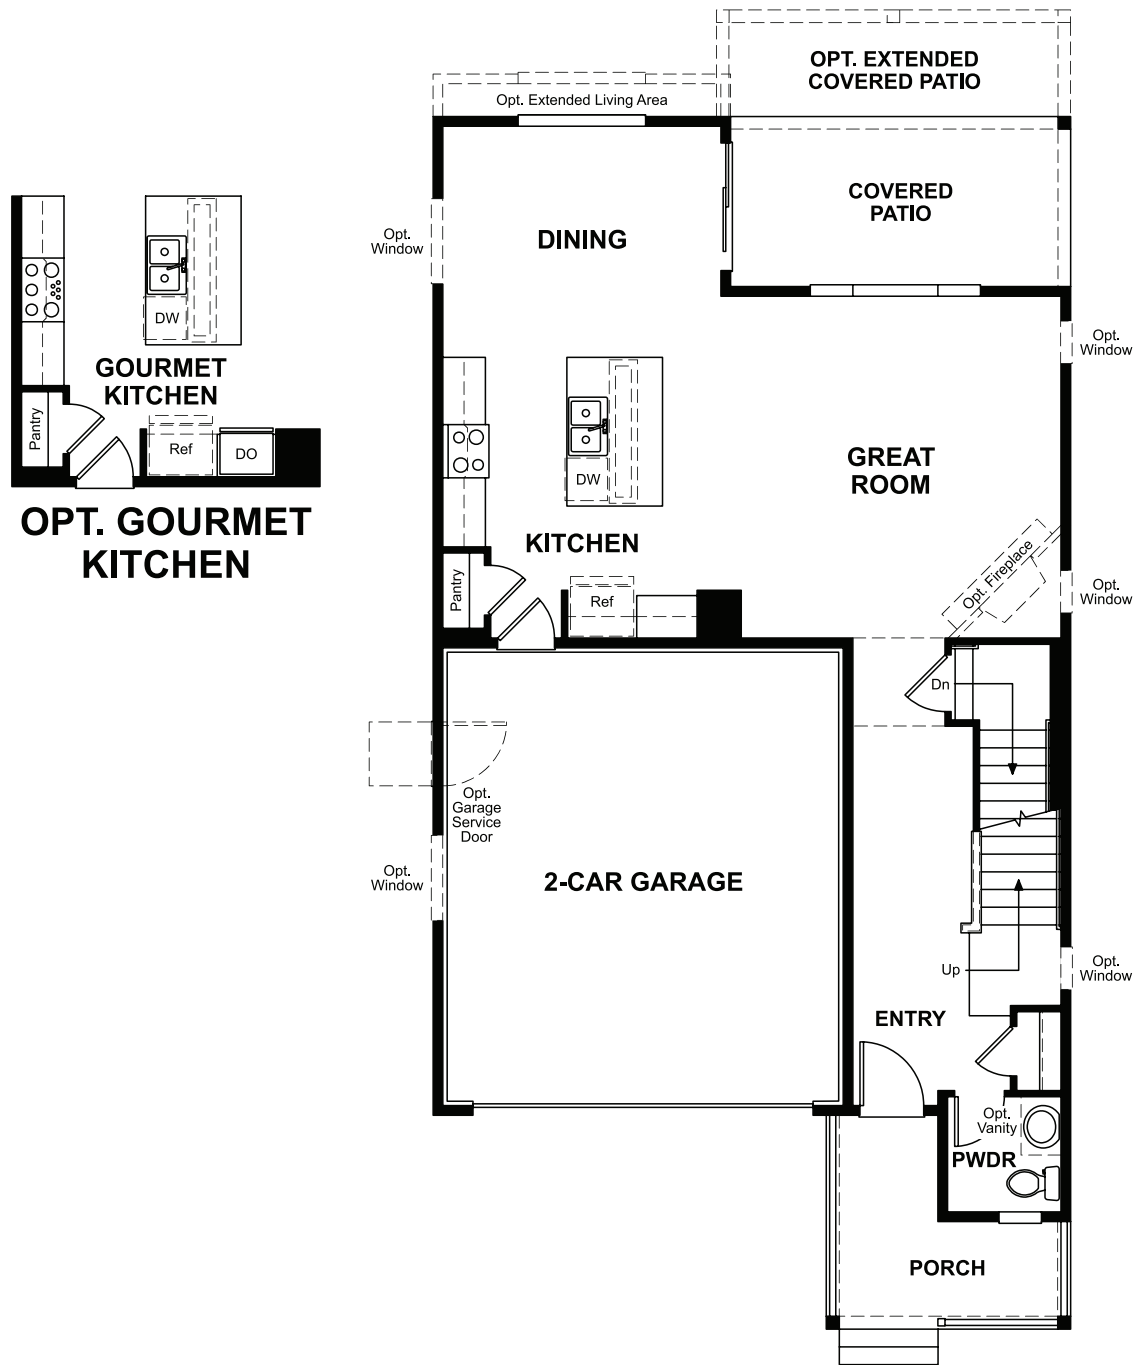 OPT. EXTENDED
COVERED PATIO
Opt. Extended Living Area
COVERED
PATIO
DINING
Opt.
Window
DW
GOURMET
KITCHEN
Pantry
Ref
DO
OPT. GOURMET
KITCHEN
Opt.
Window
DW
GREAT
ROOM
KITCHEN
Pantry
Ref
Opt. Fireplace
Opt.
Window
Dn
Opt.
Garage
Service
Door
Opt.
Window
2-CAR GARAGE
Up
Opt.
Window
ENTRY
Opt.
Vanity
PWDR
PORCH